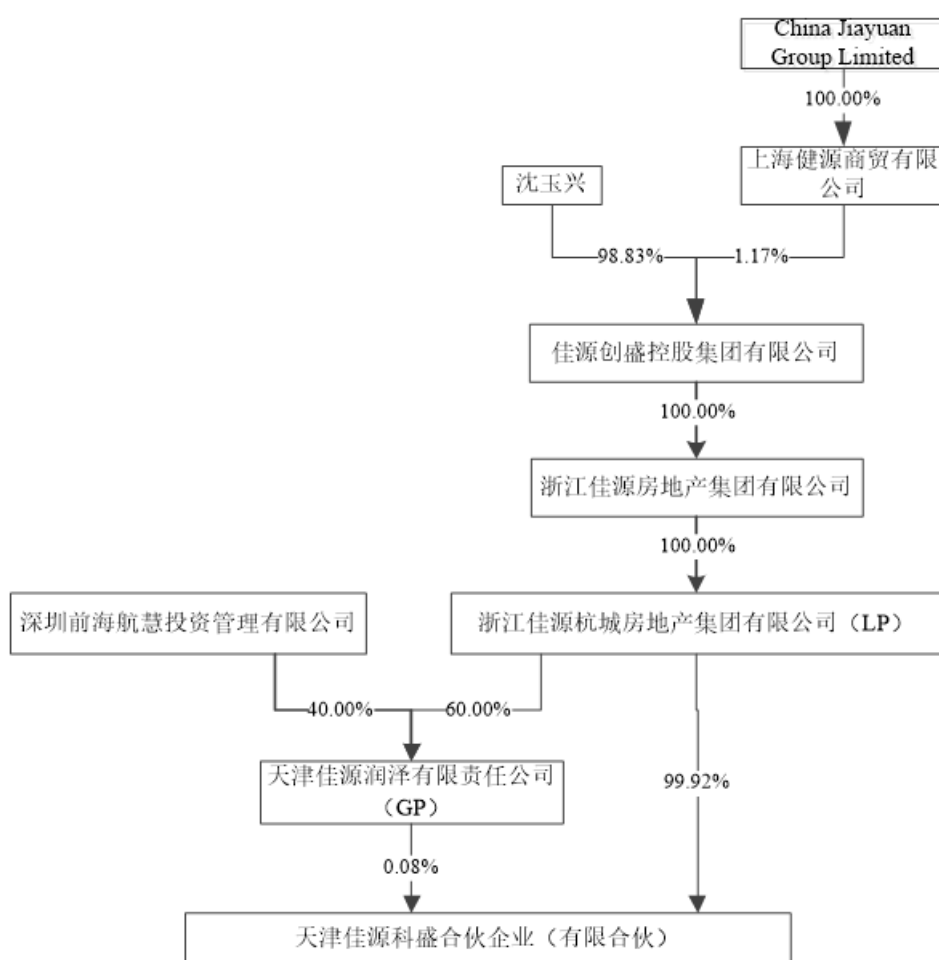 China Jiayuan
Group Limited
100.00%
上海健源商贸有限
公司
沈玉兴
98.83%
1.17%
佳源创盛控股集团有限公司
100.00%
浙江佳源房地产集团有限公司
100.00%
深圳前海航慧投资管理有限公司
浙江佳源杭城房地产集团有限公司（LP）
40.00%
60.00%
天津佳源润泽有限责任公司
（GP）
99.92%
0.08%
天津佳源科盛合伙企业（有限合伙）